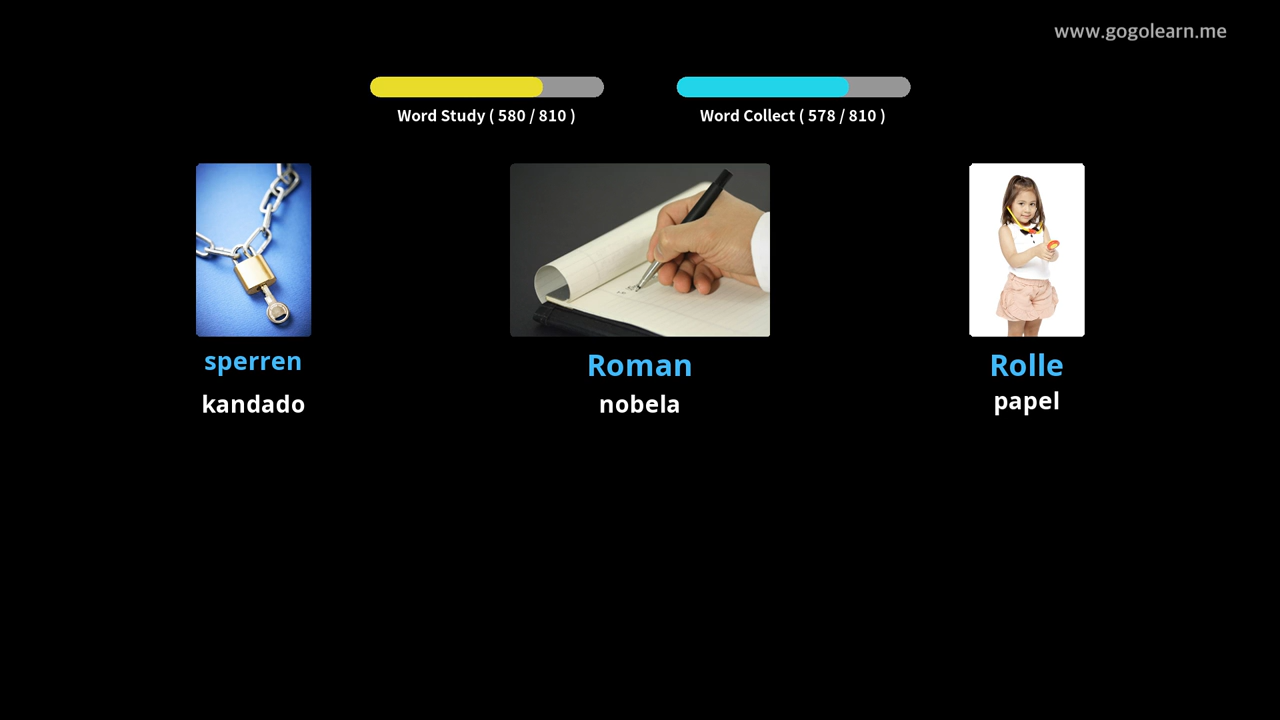 www.gogolearn.me
Word Study ( 580 / 810 )
Word Collect ( 578 / 810 )
sperren
kandado
Roman
nobela
Rolle
papel